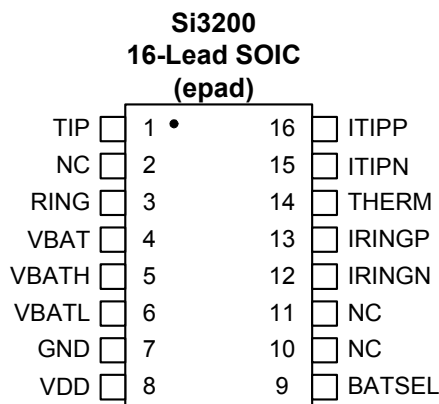 Si3200
16-Lead SOIC
(epad)
TIP 1 16 ITIPP
NC 2 15 ITIPN
RING 3 14 THERM
VBAT 4 13 IRINGP
VBATH 5 12 IRINGN
VBATL 6 11 NC
GND 7 10 NC
VDD 8 9 BATSEL